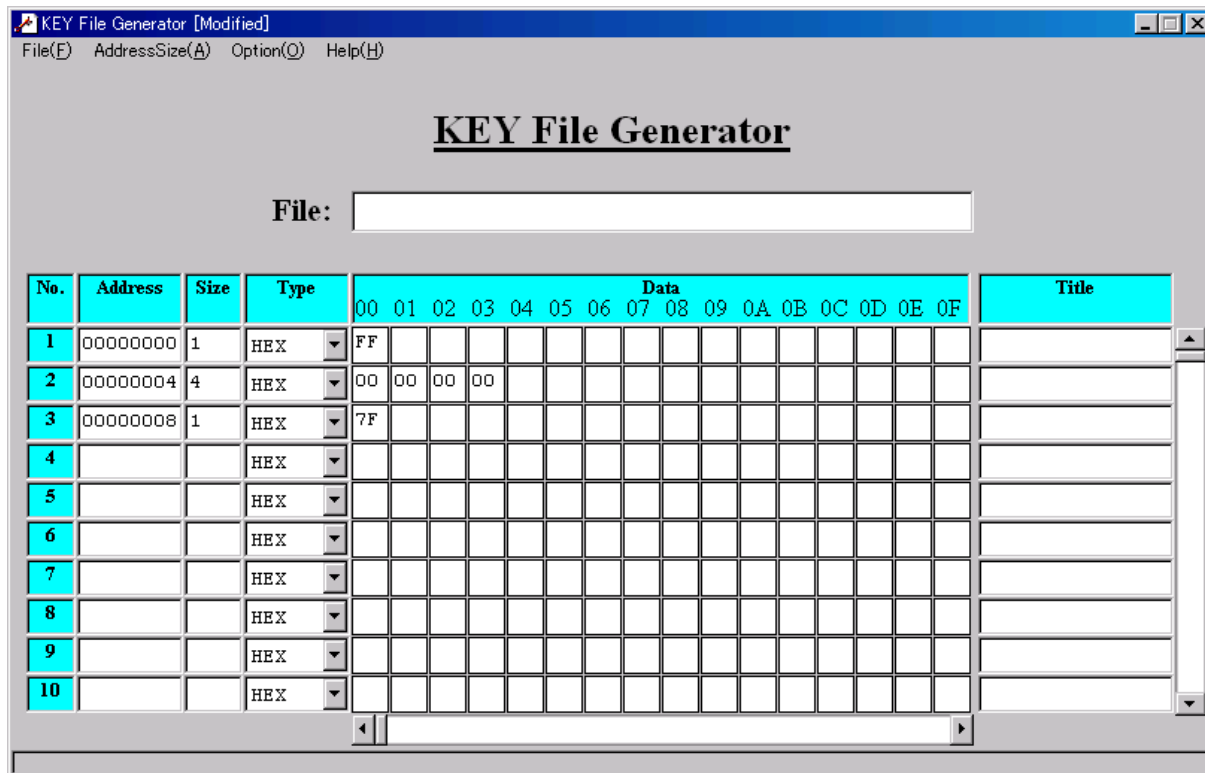 KEY File Generator [Modified]
File(F) AddressSize(A) Option(O) Help(H)
KEY File Generator
File:
No. Address Size Type Data Title
00 01 02 03 04 05 06 07 08 09 0A 0B 0C 0D 0E 0F
1 00000000 1 HEX FF
2 00000004 4 HEX 00 00 00 00
3 00000008 1 HEX 7F
4 HEX
5 HEX
6 HEX
7 HEX
8 HEX
9 HEX
10 HEX